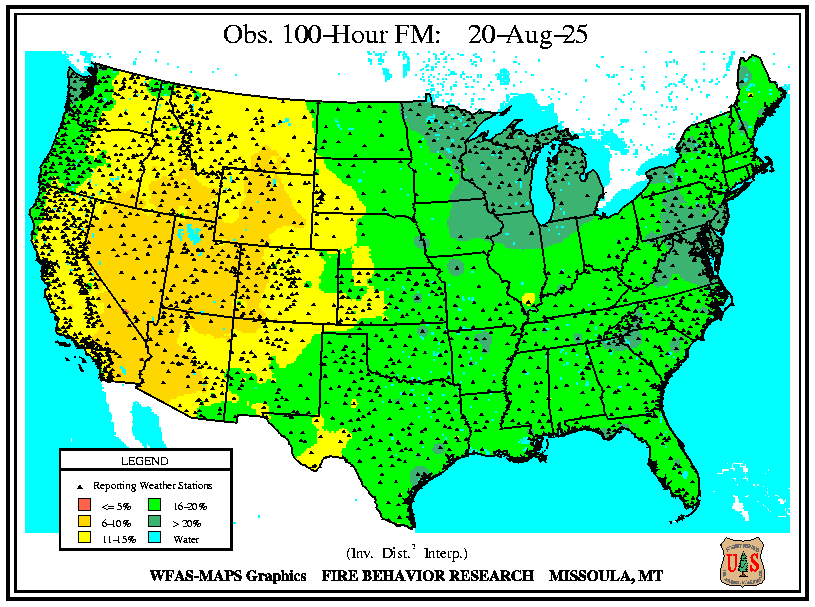 Obs. 100-Hour FM: 20-Aug-25
LEGEND
Reporting Weather Stations
<= 5%
16-20%
6-10%
> 20%
11-15%
Water
(Inv. Dist.² Interp.)
WFAS-MAPS Graphics FIRE BEHAVIOR RESEARCH MISSOULA, MT
U S